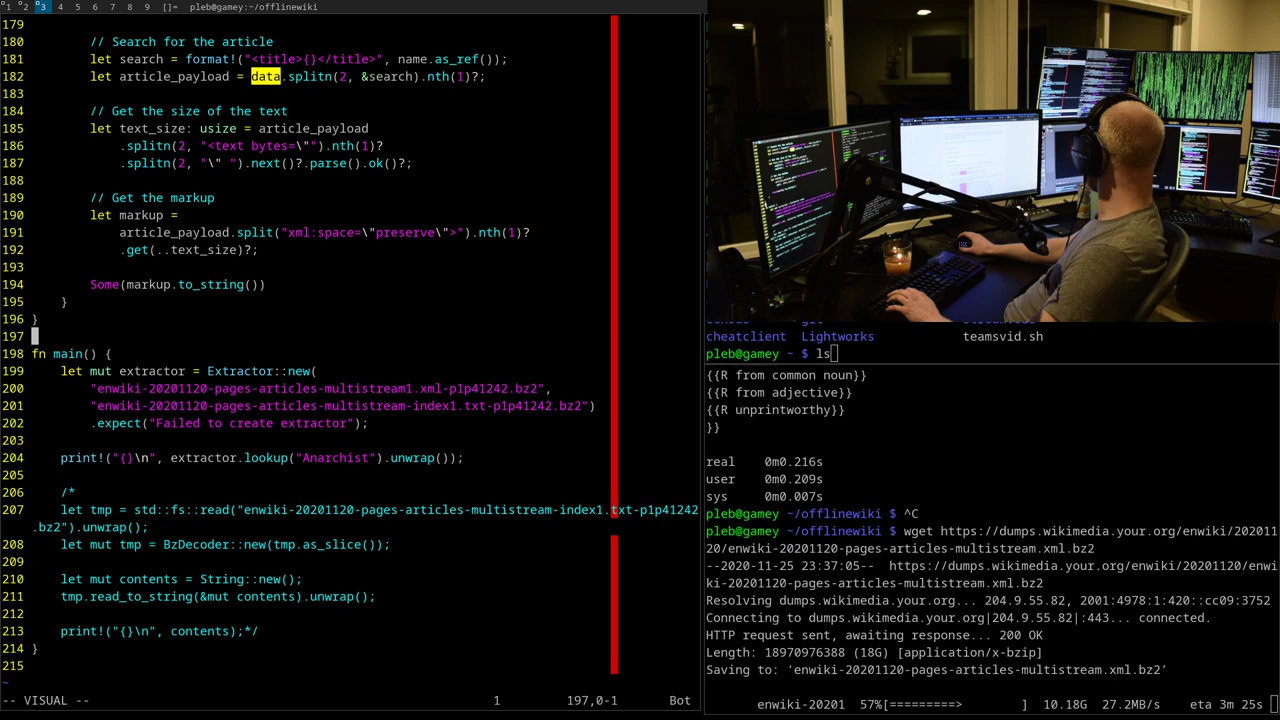 1 2 3 4 5 6 7 8 9 []= pleb@gamey:~/offlinewiki
179
180         // Search for the article
181         let search = format!("<title>{}</title>", name.as_ref());
182         let article_payload = data.splitn(2, &search).nth(1)?;
183
184         // Get the size of the text
185         let text_size: usize = article_payload
186             .splitn(2, "<text bytes=\"").nth(1)?
187             .splitn(2, "\" ").next()?.parse().ok()?;
188
189         // Get the markup
190         let markup =
191             article_payload.split("xml:space=\"preserve\">").nth(1)?
192             .get(..text_size)?;
193
194         Some(markup.to_string())
195     }
196 }
197
198 fn main() {
199     let mut extractor = Extractor::new(
200         "enwiki-20201120-pages-articles-multistream1.xml-p1p41242.bz2",
201         "enwiki-20201120-pages-articles-multistream-index1.txt-p1p41242.bz2")
202         .expect("Failed to create extractor");
203
204     print!("{}\n", extractor.lookup("Anarchist").unwrap());
205
206     /*
207     let tmp = std::fs::read("enwiki-20201120-pages-articles-multistream-index1.txt-p1p41242
.bz2").unwrap();
208     let mut tmp = BzDecoder::new(tmp.as_slice());
209
210     let mut contents = String::new();
211     tmp.read_to_string(&mut contents).unwrap();
212
213     print!("{}\n", contents);*/
214 }
215
~
-- VISUAL -- 1 197,0-1 Bot
cheatclient Lightworks teamsvid.sh
pleb@gamey ~ $ ls
{{R from common noun}}
{{R from adjective}}
{{R unprintworthy}}
}}
real 0m0.216s
user 0m0.209s
sys 0m0.007s
pleb@gamey ~/offlinewiki $ ^C
pleb@gamey ~/offlinewiki $ wget https://dumps.wikimedia.your.org/enwiki/202011
20/enwiki-20201120-pages-articles-multistream.xml.bz2
--2020-11-25 23:37:05-- https://dumps.wikimedia.your.org/enwiki/20201120/enwi
ki-20201120-pages-articles-multistream.xml.bz2
Resolving dumps.wikimedia.your.org... 204.9.55.82, 2001:4978:1:420::cc09:3752
Connecting to dumps.wikimedia.your.org|204.9.55.82|:443... connected.
HTTP request sent, awaiting response... 200 OK
Length: 18970976388 (18G) [application/x-bzip]
Saving to: ‘enwiki-20201120-pages-articles-multistream.xml.bz2’
enwiki-20201 57%[=========> ] 10.18G 27.2MB/s eta 3m 25s